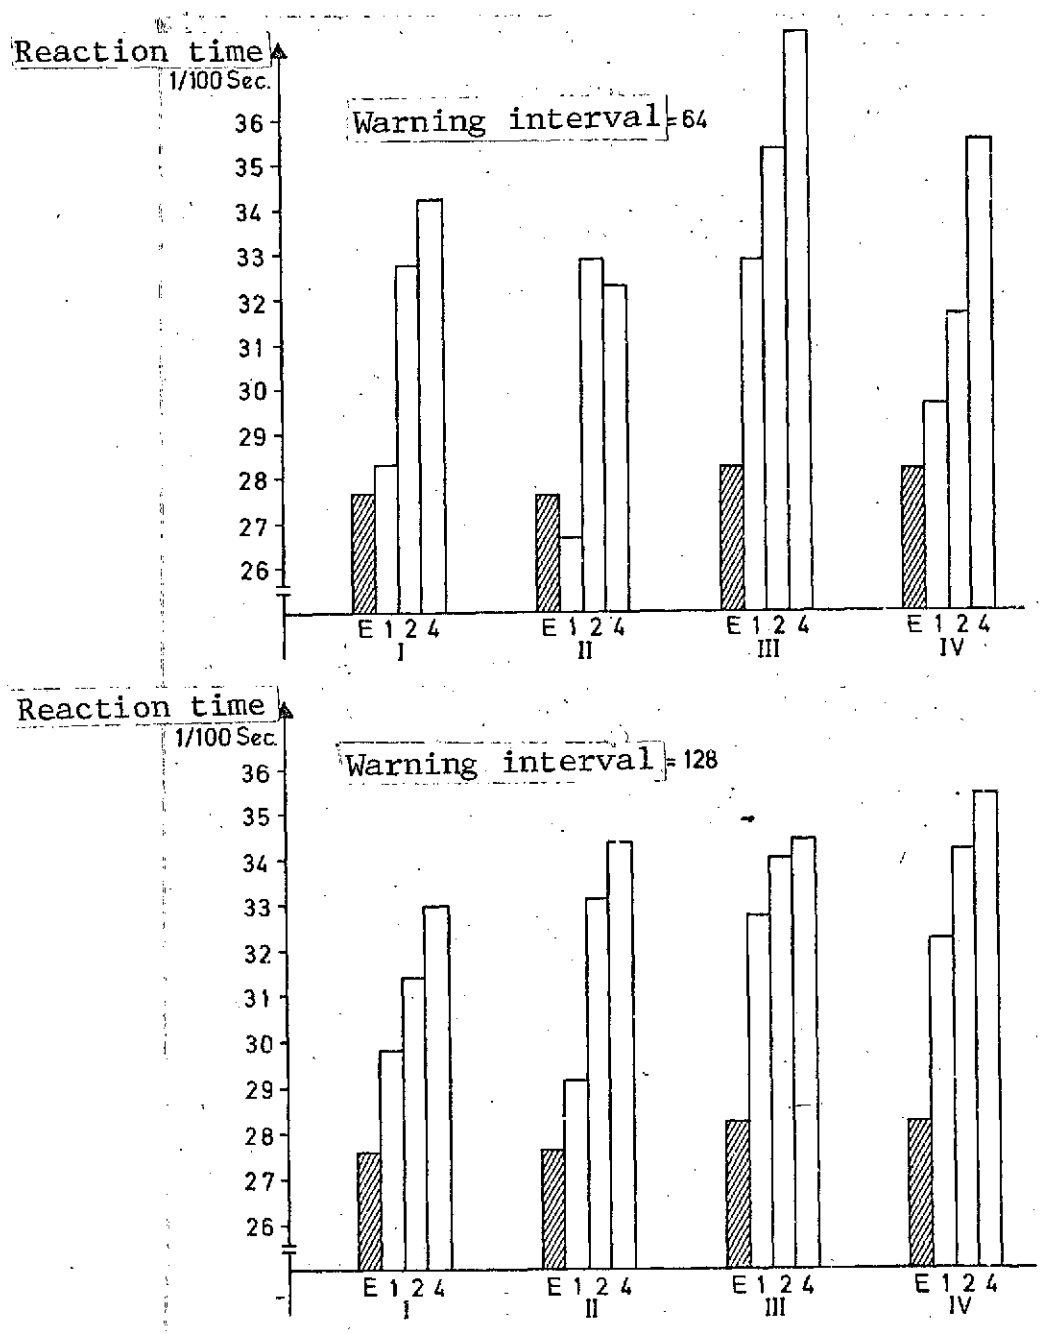 Reaction time
1/100 Sec.
Warning interval = 64
36
35
34
33
32
31
30
29
28
27
26
E 1 2 4 E 1 2 4 E 1 2 4 E 1 2 4
I II III IV
Reaction time
1/100 Sec.
Warning interval = 128
36
35
34
33
32
31
30
29
28
27
26
E 1 2 4 E 1 2 4 E 1 2 4 E 1 2 4
I II III IV